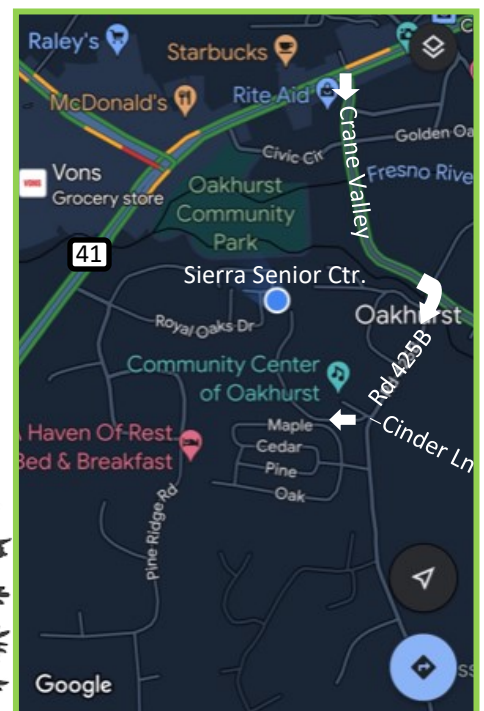 Raley's
Starbucks
McDonald's
Rite Aid
Crane Valley
Golden Oa
Civic Cir
Vons
VONS
Grocery store
Oakhurst
Community
Park
Fresno Rive
41
Sierra Senior Ctr.
Royal Oaks Dr
Oakhurst
Rd 425B
Community Center
of Oakhurst
Cinder Ln
Haven Of Rest
Bed & Breakfast
Maple
Cedar
Pine
Oak
Pine Ridge Rd
Google